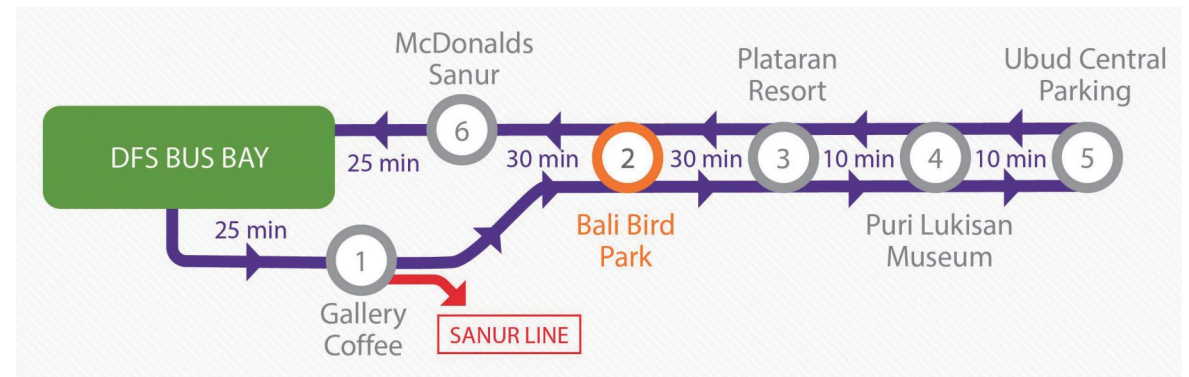 McDonalds
Sanur
Plataran
Resort
Ubud Central
Parking
DFS BUS BAY
25 min
6
30 min
2
30 min
3
10 min
4
10 min
5
25 min
1
Bali Bird
Park
Puri Lukisan
Museum
Gallery
Coffee
SANUR LINE